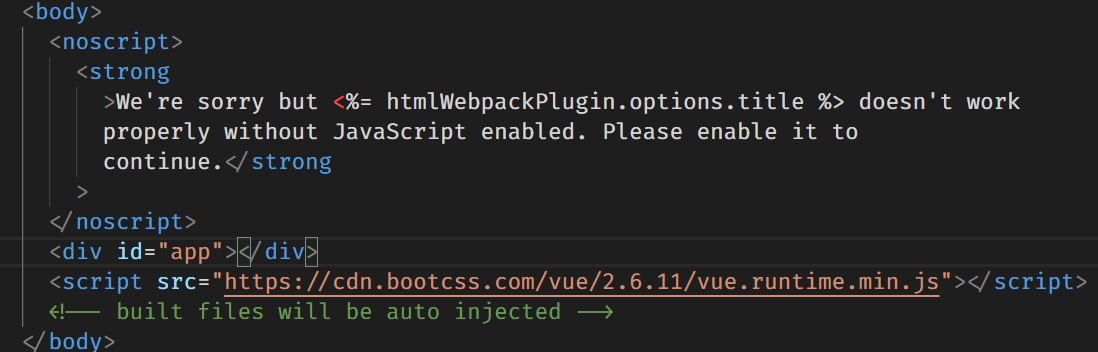 <body>
<noscript>
<strong
>We're sorry but <%= htmlWebpackPlugin.options.title %> doesn't work
properly without JavaScript enabled. Please enable it to
continue.</strong
>
</noscript>
<div id="app"></div>
<script src="https://cdn.bootcss.com/vue/2.6.11/vue.runtime.min.js"></script>
<!-- built files will be auto injected -->
</body>